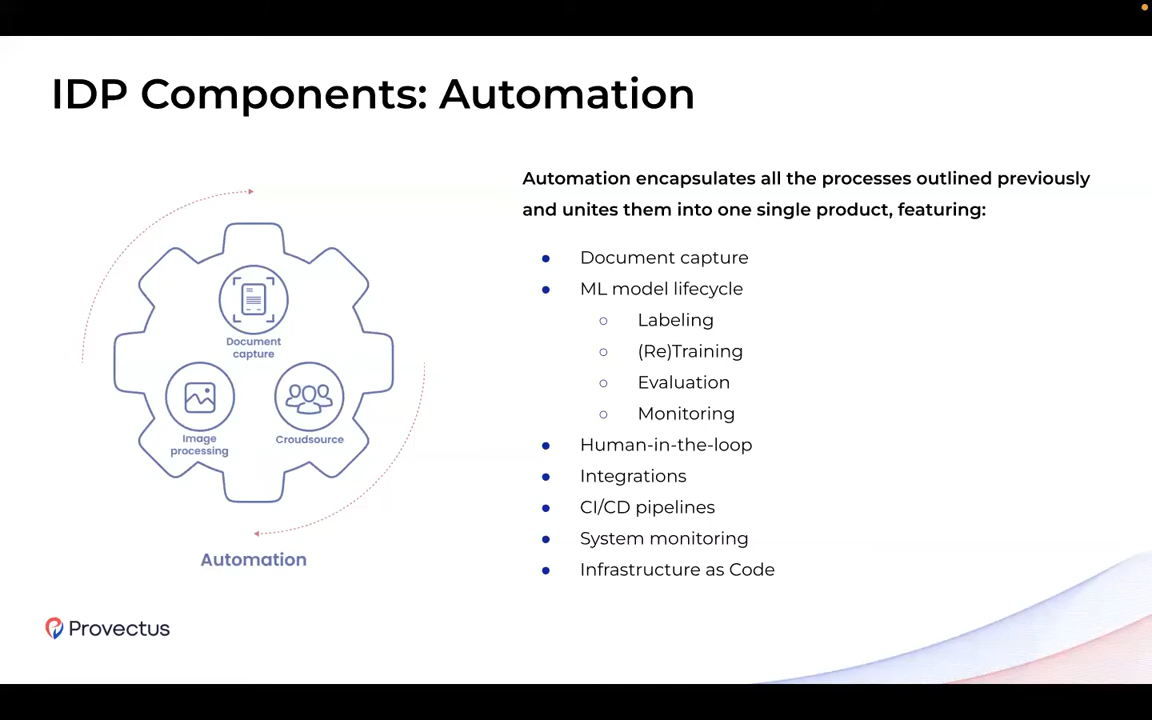 IDP Components: Automation
Automation encapsulates all the processes outlined previously
and unites them into one single product, featuring:
● Document capture
● ML model lifecycle
○ Labeling
○ (Re)Training
○ Evaluation
○ Monitoring
● Human-in-the-loop
● Integrations
● CI/CD pipelines
● System monitoring
● Infrastructure as Code
Document
capture
Image
processing
Croudsource
Automation
Provectus